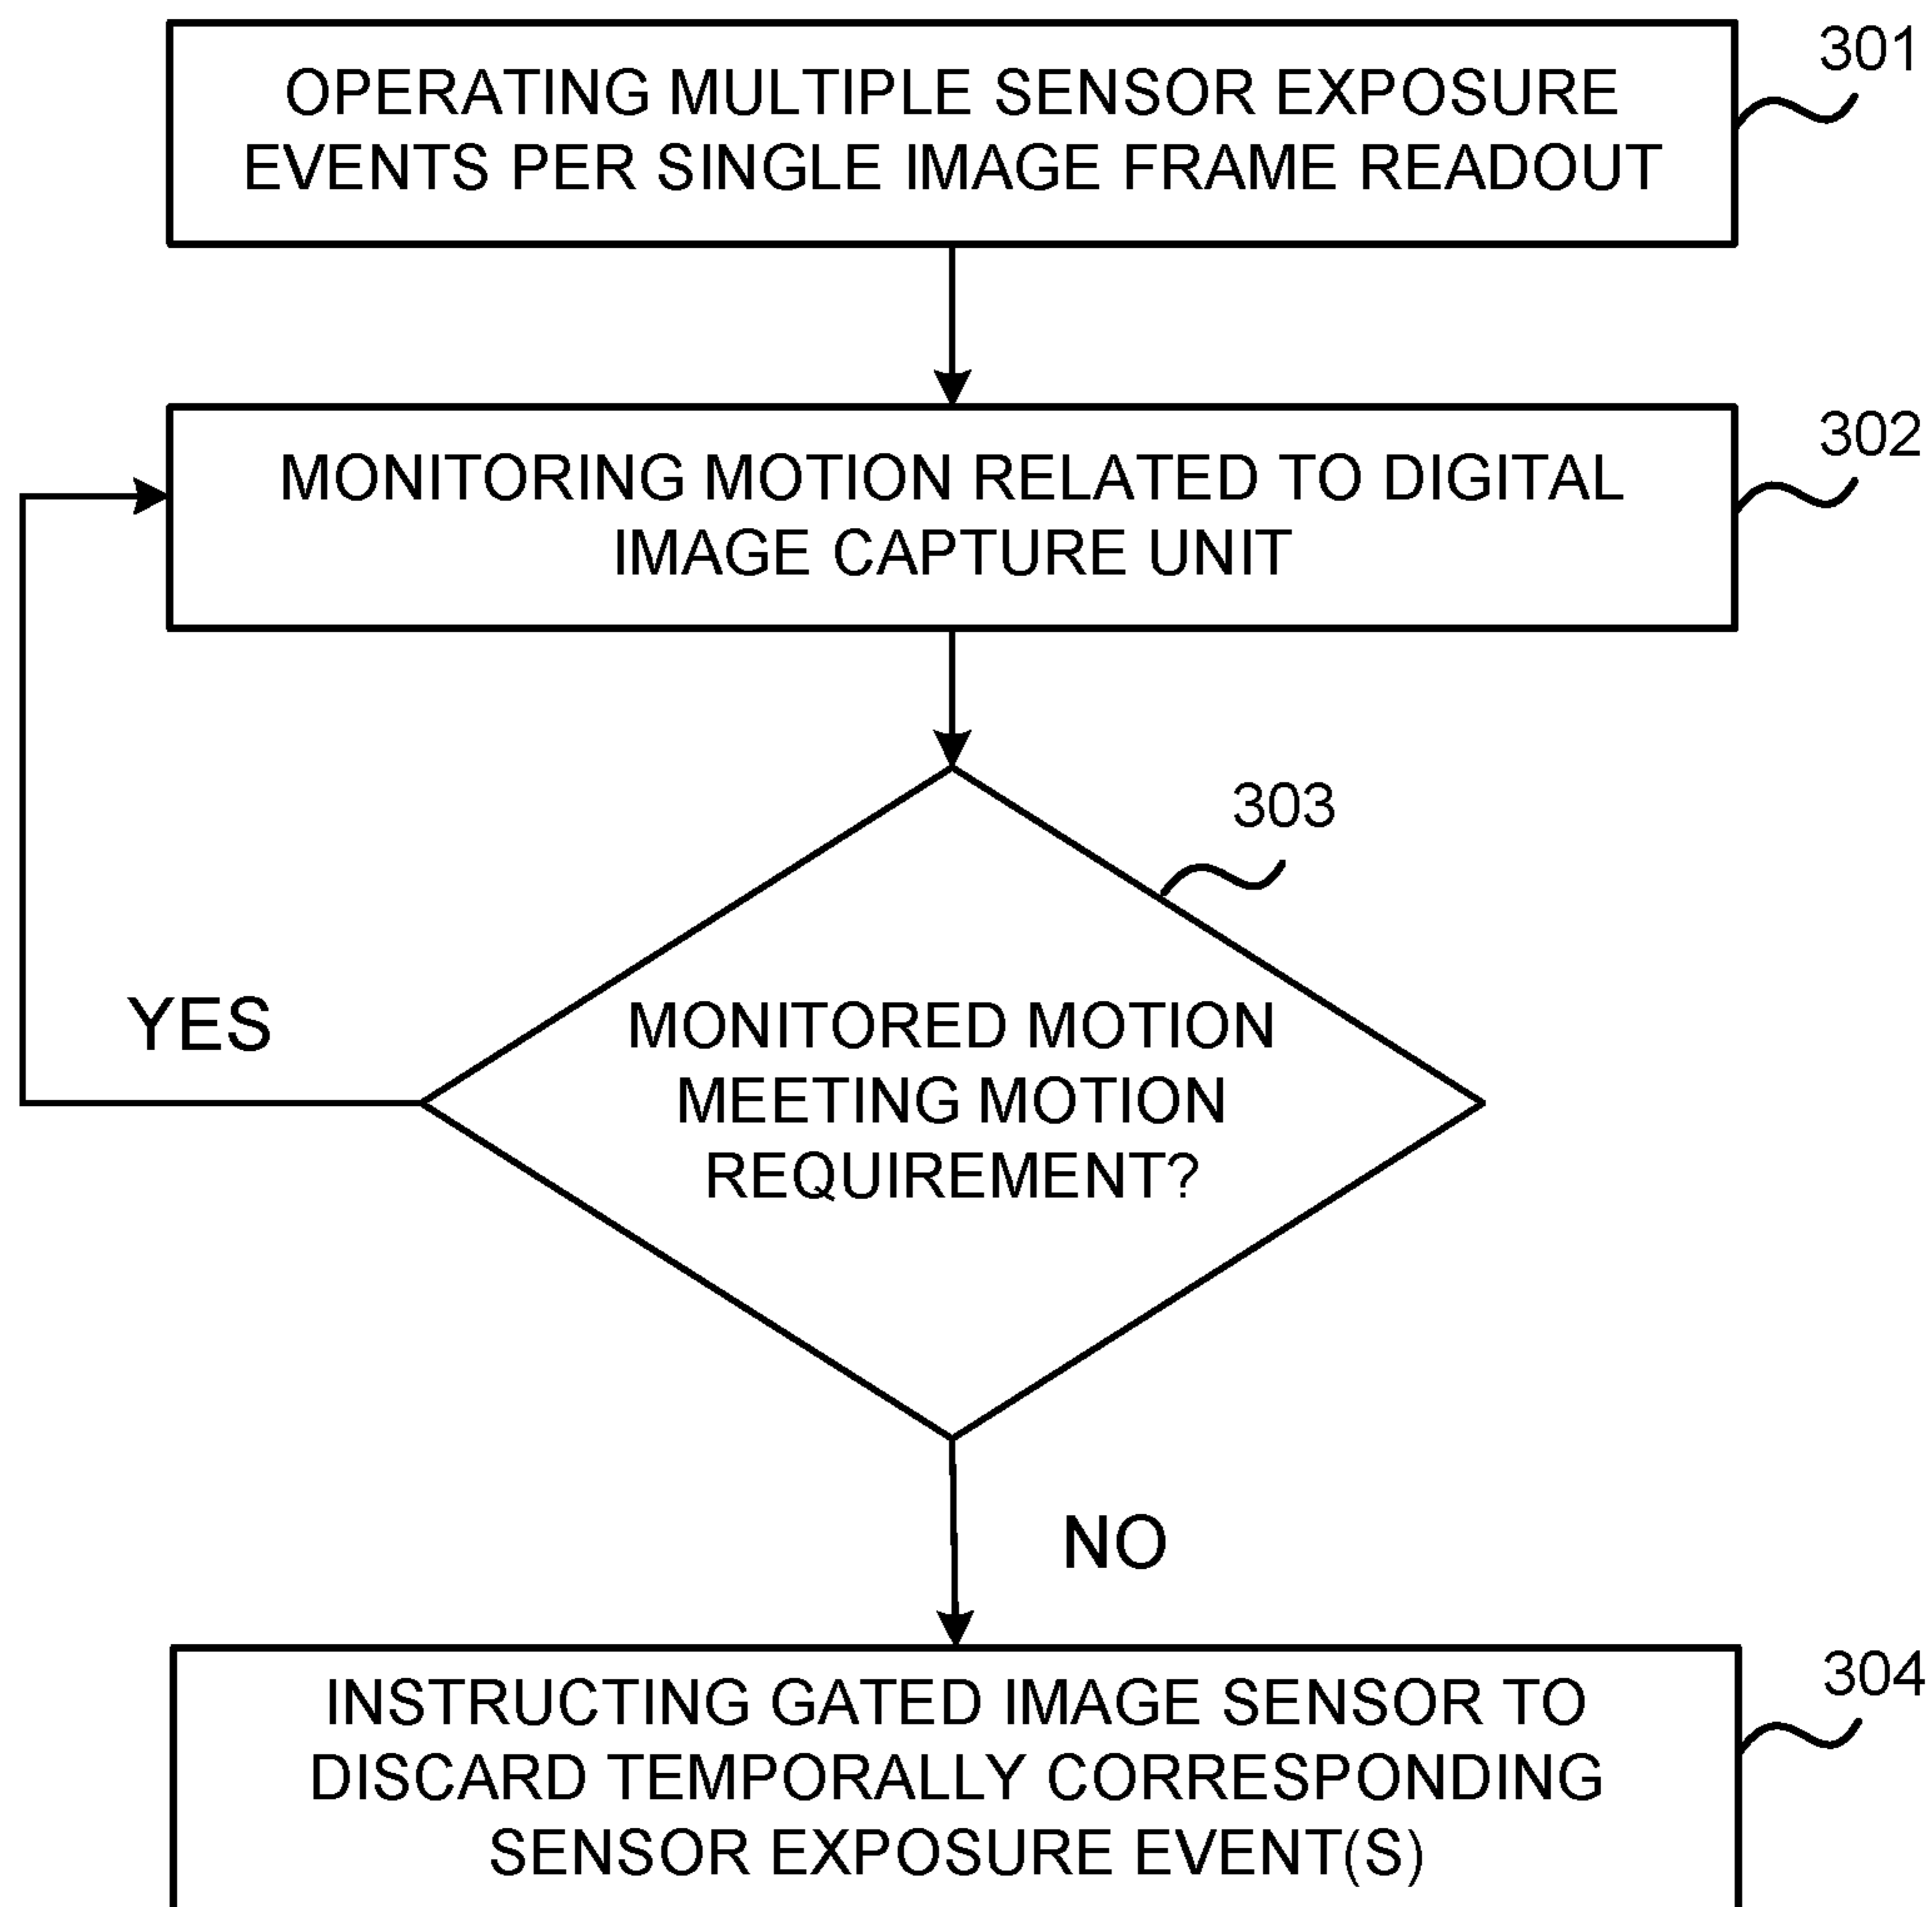 301
OPERATING MULTIPLE SENSOR EXPOSURE
EVENTS PER SINGLE IMAGE FRAME READOUT
302
MONITORING MOTION RELATED TO DIGITAL
IMAGE CAPTURE UNIT
303
YES
MONITORED MOTION
MEETING MOTION
REQUIREMENT?
NO
304
INSTRUCTING GATED IMAGE SENSOR TO
DISCARD TEMPORALLY CORRESPONDING
SENSOR EXPOSURE EVENT(S)